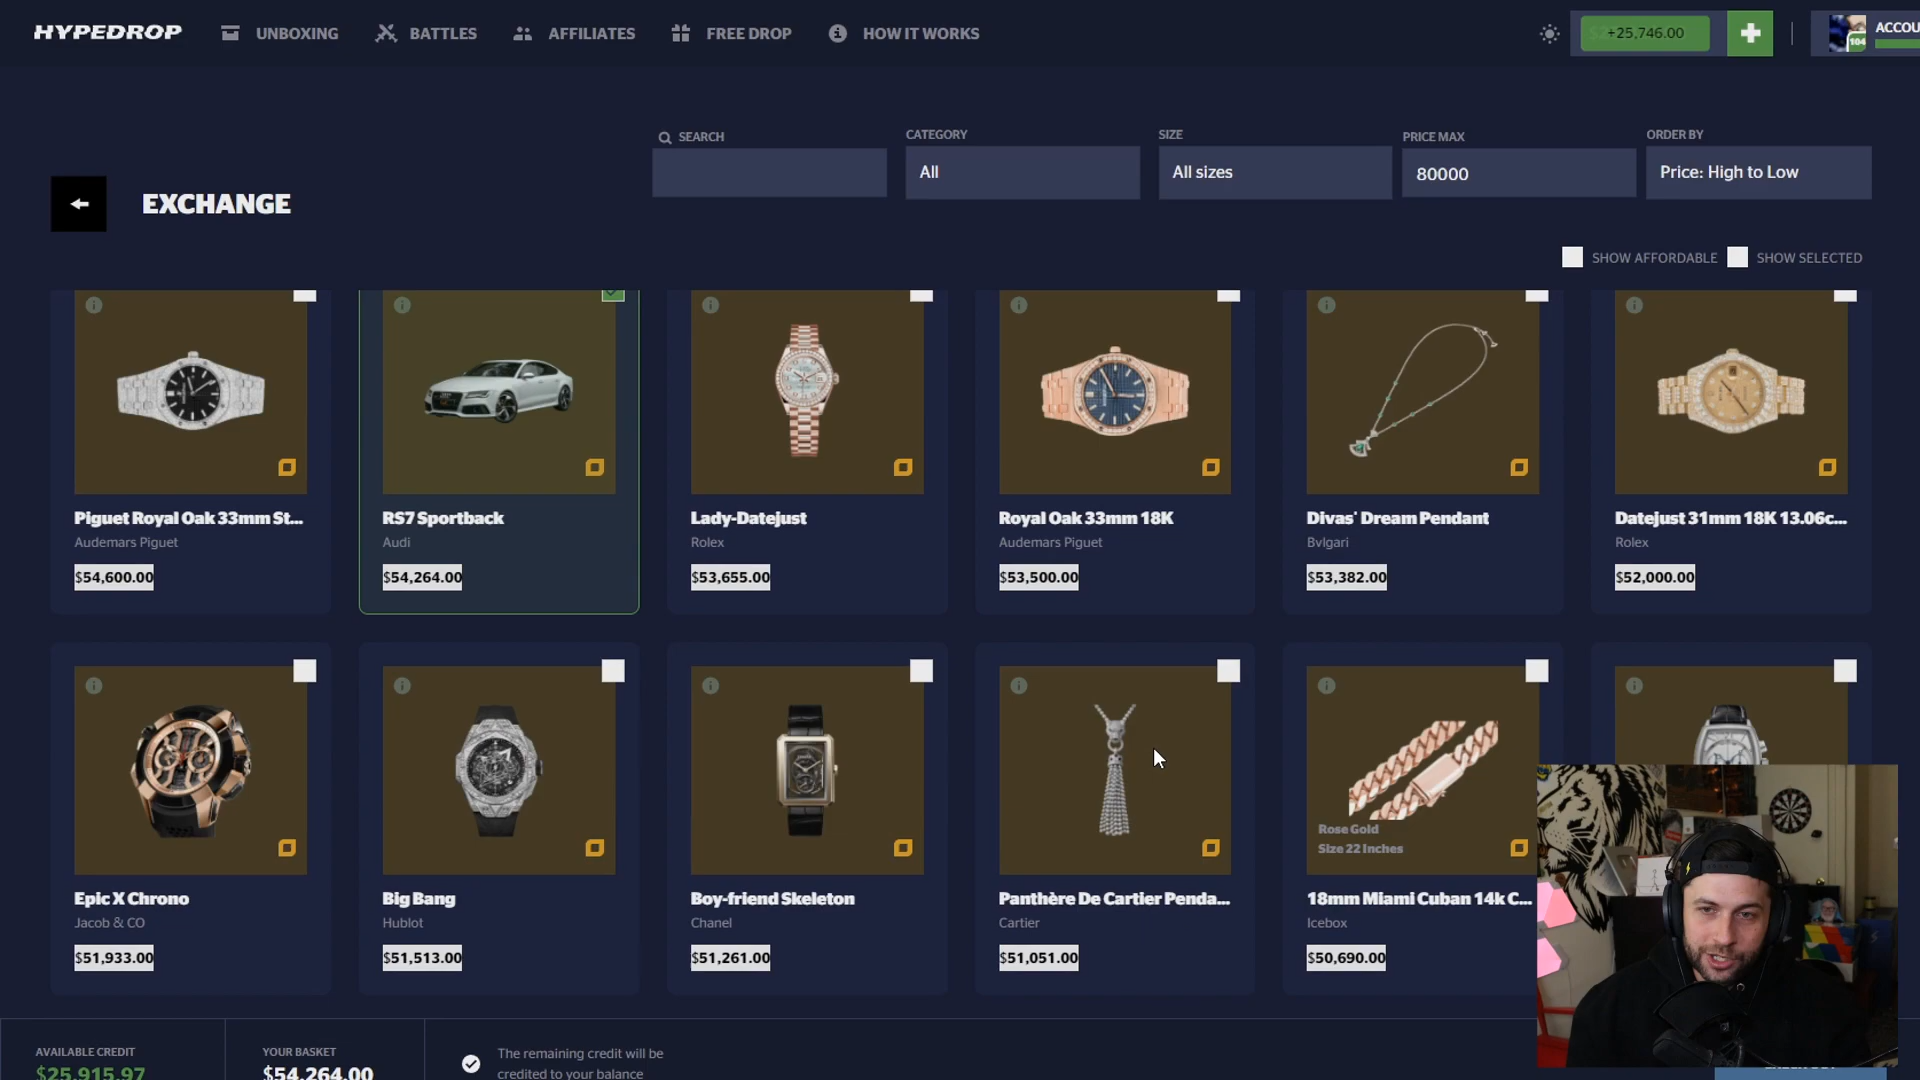 HYPEDROP UNBOXING BATTLES AFFILIATES FREE DROP HOW IT WORKS +25,746.00 104 ACCOU
SEARCH CATEGORY SIZE PRICE MAX ORDER BY
All All sizes 80000 Price: High to Low
EXCHANGE
SHOW AFFORDABLE SHOW SELECTED
Piguet Royal Oak 33mm St... RS7 Sportback Lady-Datejust Royal Oak 33mm 18K Divas' Dream Pendant Datejust 31mm 18K 13.06c...
Audemars Piguet Audi Rolex Audemars Piguet Bvlgari Rolex
$54,600.00 $54,264.00 $53,655.00 $53,500.00 $53,382.00 $52,000.00
Rose Gold
Size 22 Inches
Epic X Chrono Big Bang Boy-friend Skeleton Panthère De Cartier Penda... 18mm Miami Cuban 14k C...
Jacob & CO Hublot Chanel Cartier Icebox
$51,933.00 $51,513.00 $51,261.00 $51,051.00 $50,690.00
AVAILABLE CREDIT YOUR BASKET The remaining credit will be
$25,915.97 $54,264.00 credited to your balance